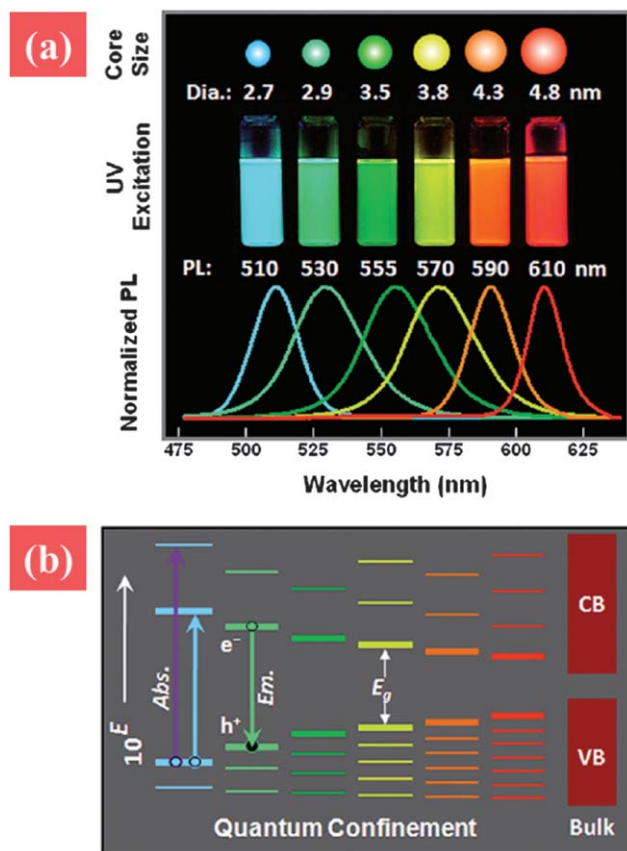 (a)
Core
Size
Dia.: 2.7 2.9 3.5 3.8 4.3 4.8 nm
UV
Excitation
PL: 510 530 555 570 590 610 nm
Normalized PL
475 500 525 550 575 600 625
Wavelength (nm)
(b)
10^E
Abs.
e⁻
h⁺
Em.
E_g
CB
VB
Quantum Confinement
Bulk